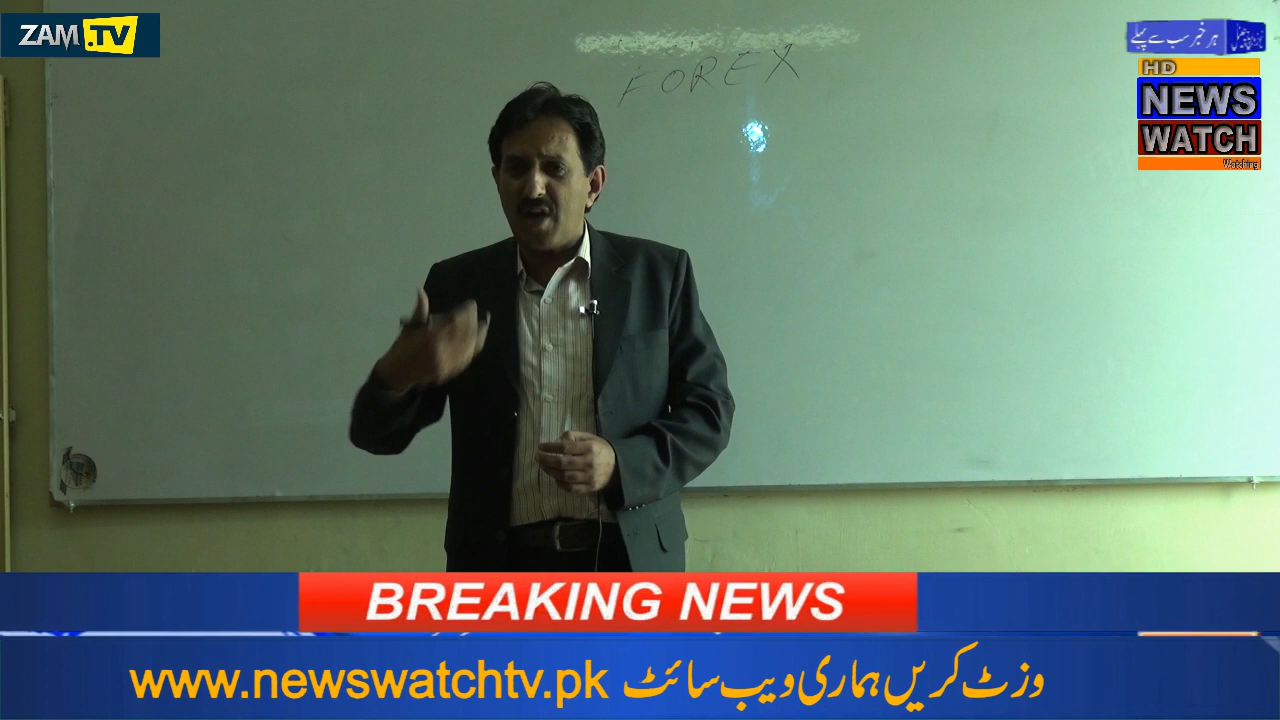 ZAM.TV
ہر خبر سب سے پہلے
HD
NEWS
WATCH
Watching
FOREX
BREAKING NEWS
وزٹ کریں ہماری ویب سائٹ www.newswatchtv.pk